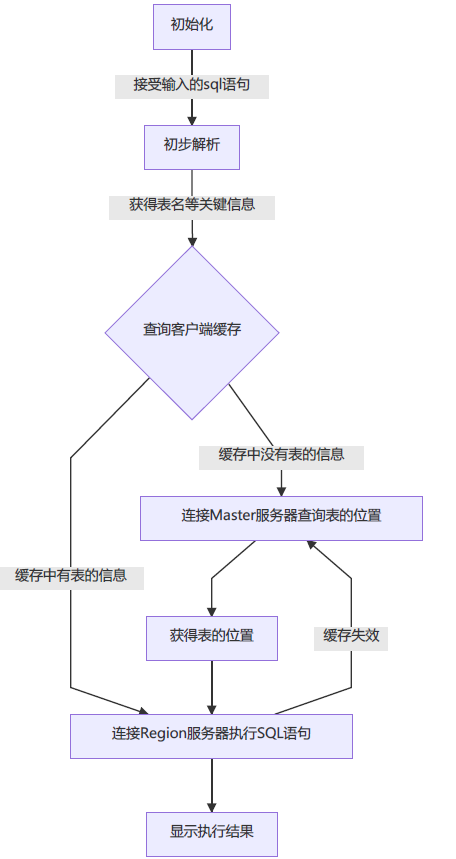 初始化
接受输入的sql语句
初步解析
获得表名等关键信息
查询客户端缓存
缓存中没有表的信息
连接Master服务器查询表的位置
缓存中有表的信息
获得表的位置
缓存失效
连接Region服务器执行SQL语句
显示执行结果